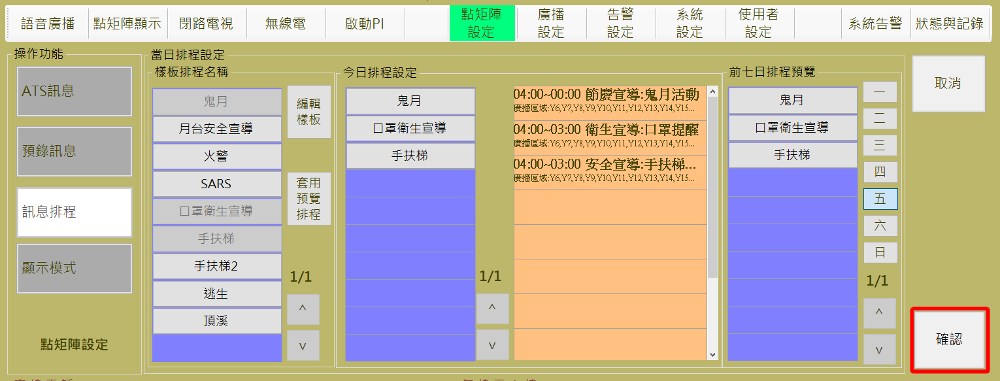 語音廣播
點矩陣顯示
閉路電視
無線電
啟動PI
點矩陣
設定
廣播
設定
告警
設定
系統
設定
使用者
設定
系統告警
狀態與記錄
操作功能
ATS訊息
預錄訊息
訊息排程
顯示模式
點矩陣設定
當日排程設定
樣板排程名稱
鬼月
月台安全宣導
火警
SARS
口罩衛生宣導
手扶梯
手扶梯2
逃生
頂溪
編輯
樣板
套用
預覽
排程
1/1
^
v
今日排程設定
鬼月
口罩衛生宣導
手扶梯
1/1
^
v
04:00~00:00 節慶宣導:鬼月活動
廣播區域:Y6,Y7,Y8,Y9,Y10,Y11,Y12,Y13,Y14,Y15...
04:00~03:00 衛生宣導:口罩提醒
廣播區域:Y6,Y7,Y8,Y9,Y10,Y11,Y12,Y13,Y14,Y15...
04:00~03:00 安全宣導:手扶梯...
廣播區域:Y6,Y7,Y8,Y9,Y10,Y11,Y12,Y13,Y14,Y15...
前七日排程預覽
鬼月
口罩衛生宣導
手扶梯
一
二
三
四
五
六
日
1/1
^
v
取消
確認